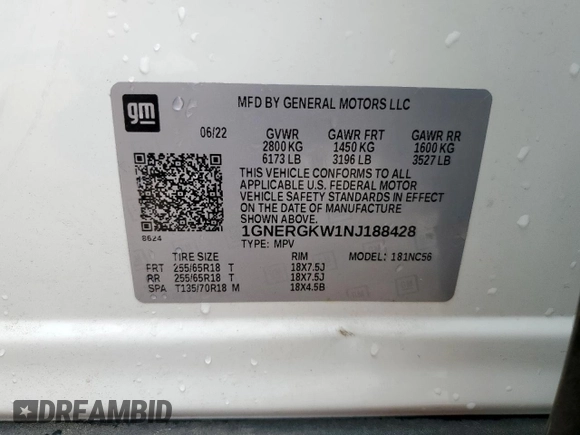 gm
MFD BY GENERAL MOTORS LLC
06/22 GVWR GAWR FRT GAWR RR
2800 KG 1450 KG 1600 KG
6173 LB 3196 LB 3527 LB
THIS VEHICLE CONFORMS TO ALL
APPLICABLE U.S. FEDERAL MOTOR
VEHICLE SAFETY STANDARDS IN EFFECT
ON THE DATE OF MANUFACTURE
SHOWN ABOVE.
1GNERGKW1NJ188428
8624 TYPE: MPV MODEL: 181NC56
TIRE SIZE RIM
FRT 255/65R18 T 18X7.5J
RR 255/65R18 T 18X7.5J
SPA T135/70R18 M 18X4.5B
DREAMBID